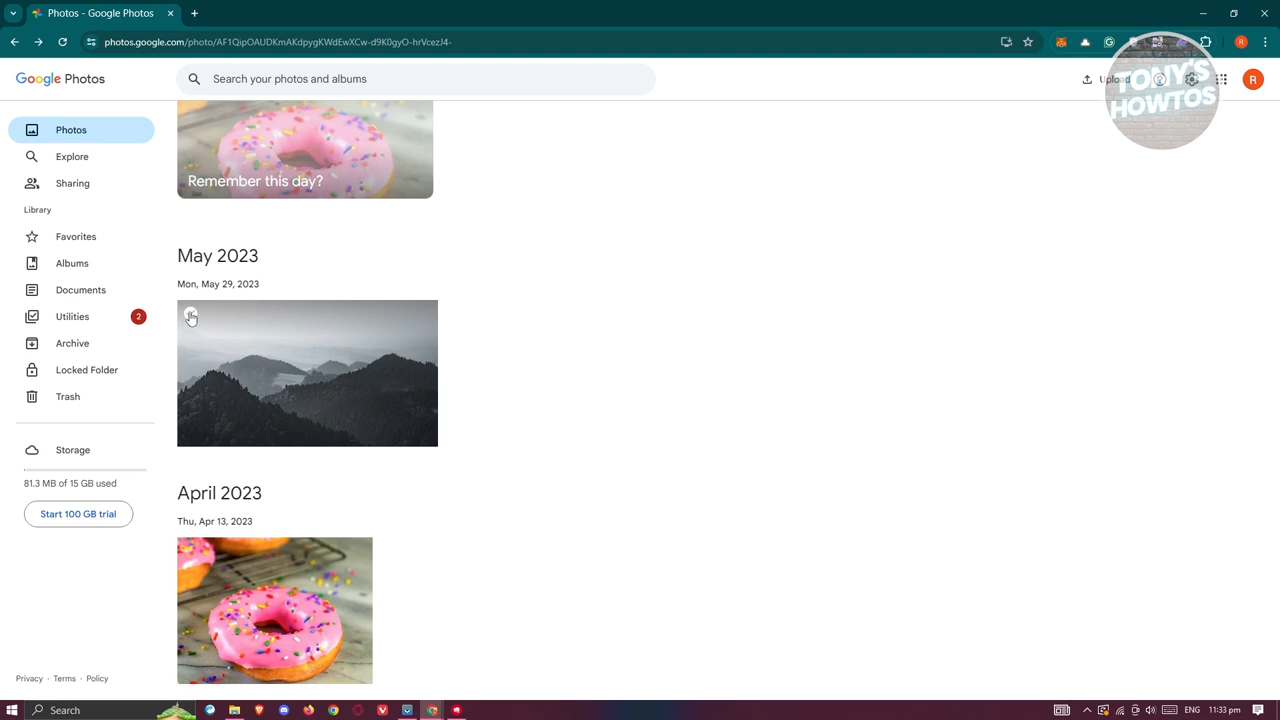 Photos - Google Photos
photos.google.com/photo/AF1QipOAUDKmAKdpygKWdEwXCw-d9K0gyO-hrVcezJ4-
R
Google Photos
Search your photos and albums
Upload
R
TONY'S
HOWTOS
Photos
Explore
Sharing
Library
Favorites
Albums
Documents
Utilities
2
Archive
Locked Folder
Trash
Storage
81.3 MB of 15 GB used
Start 100 GB trial
Privacy · Terms · Policy
Remember this day?
May 2023
Mon, May 29, 2023
April 2023
Thu, Apr 13, 2023
Search
ENG
11:33 pm